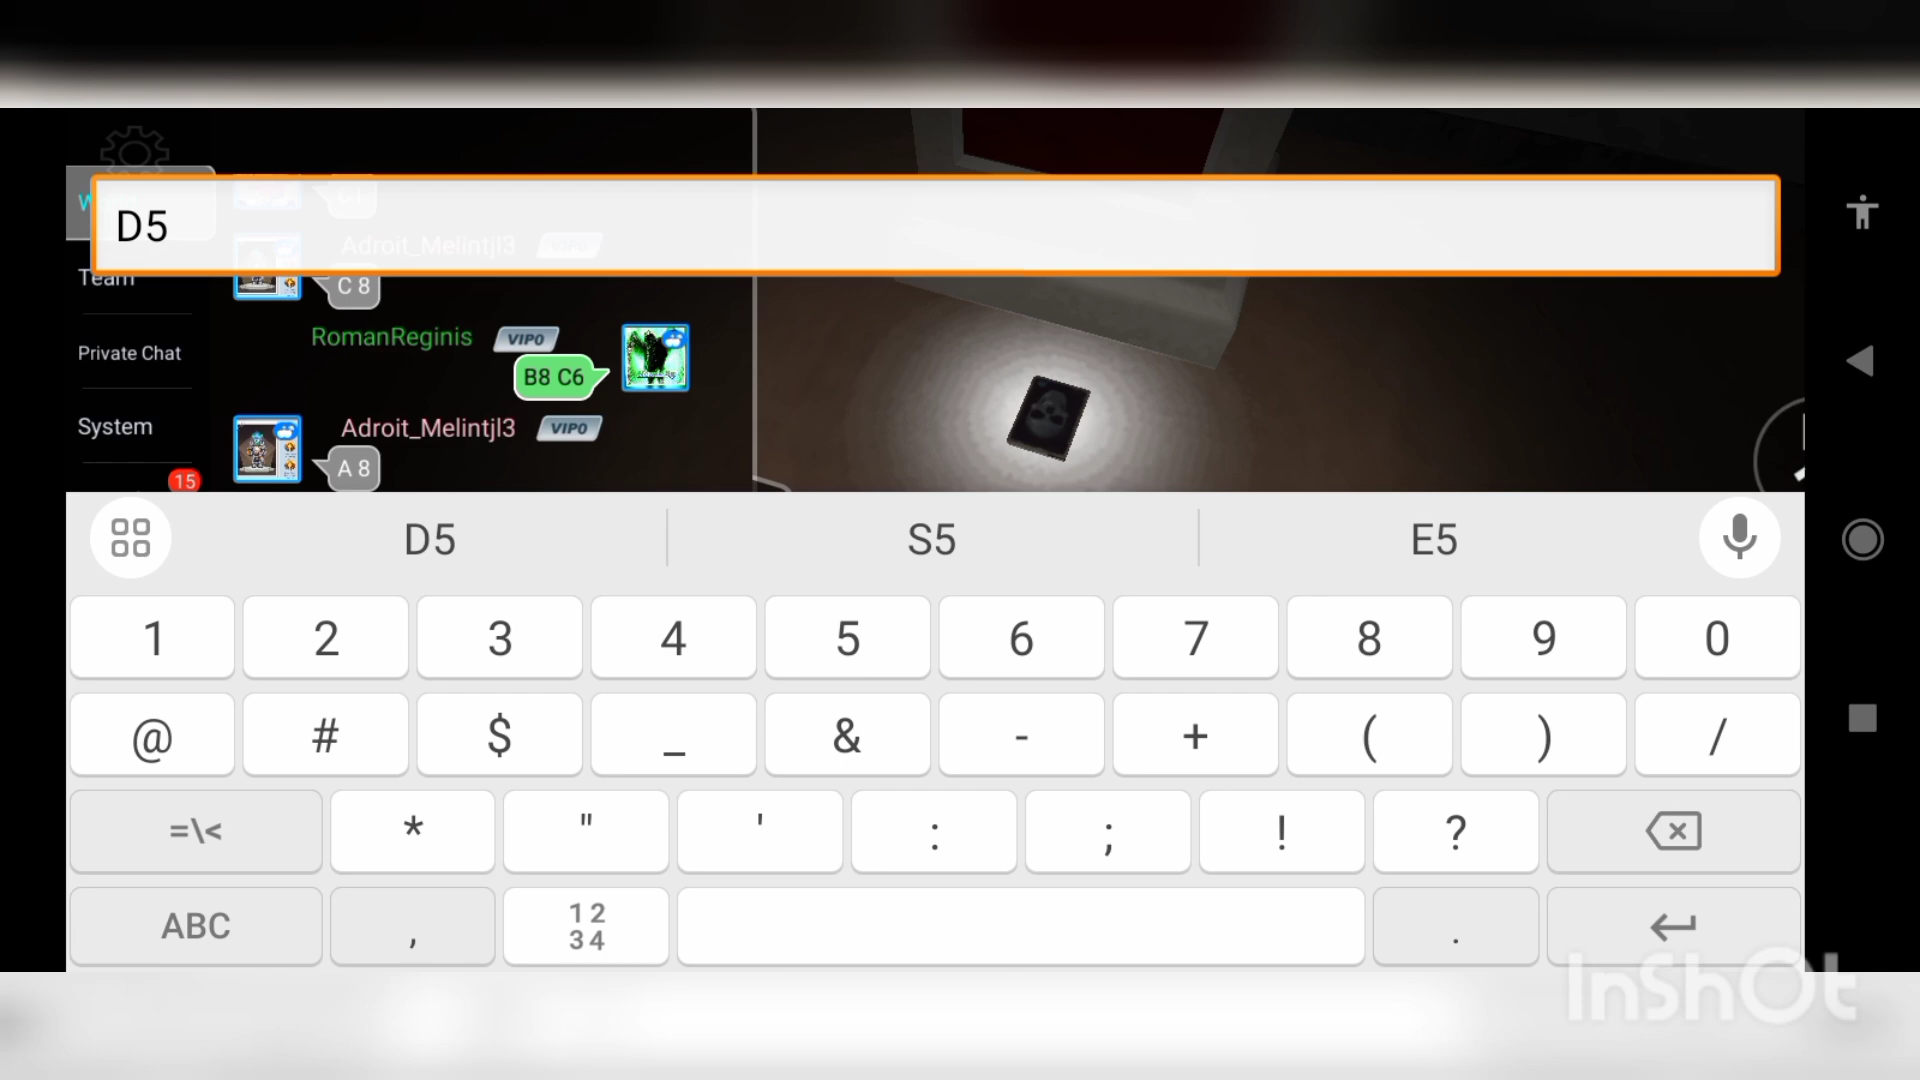 D5
Team
Adroit_Melintjl3
C 8
Private Chat
RomanReginis VIP0
B8 C6
System
Adroit_Melintjl3 VIP0
A 8
15
D5 S5 E5
1 2 3 4 5 6 7 8 9 0
@ # $ _ & - + ( ) /
=\< * " ' : ; ! ?
ABC , 12 34 .
InShOt